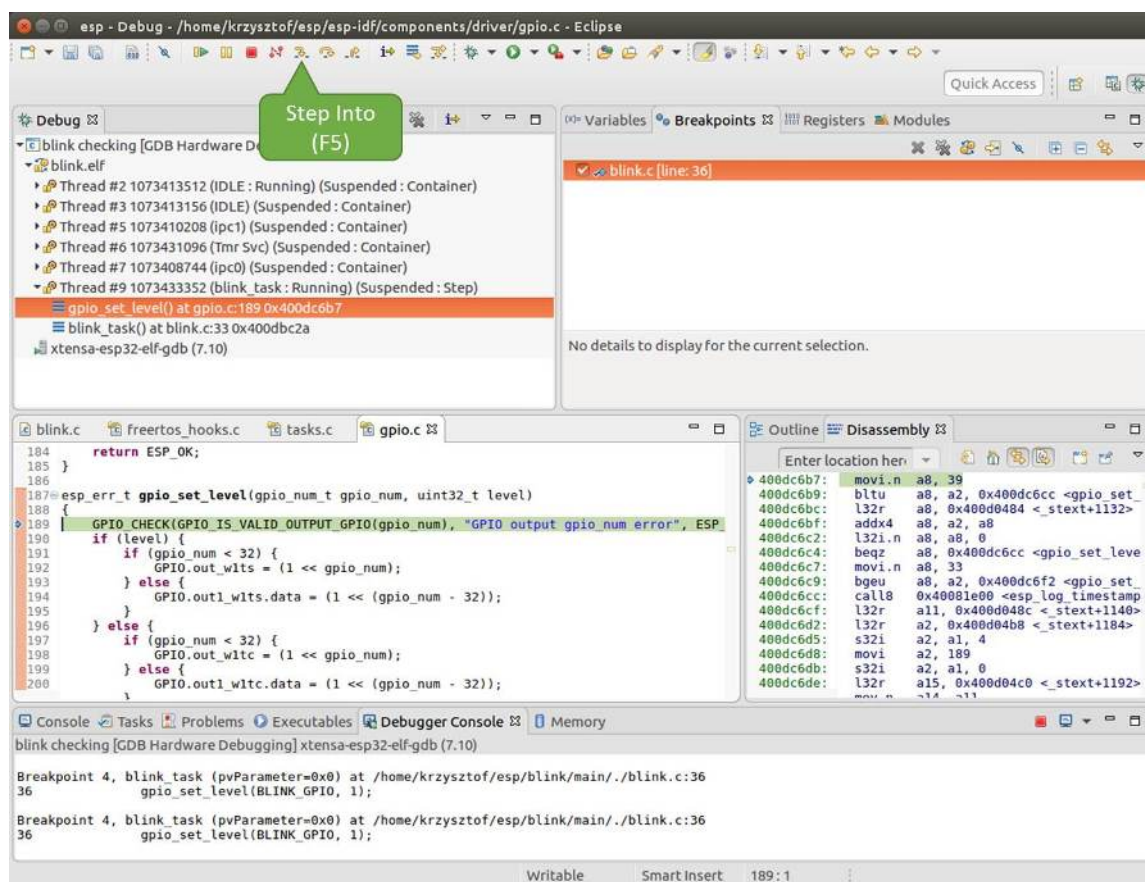 esp - Debug - /home/krzysztof/esp/esp-idf/components/driver/gpio.c - Eclipse
Quick Access
Step Into
(F5)
Debug
blink checking [GDB Hardware De
blink.elf
Thread #2 1073413512 (IDLE : Running) (Suspended : Container)
Thread #3 1073413156 (IDLE) (Suspended : Container)
Thread #5 1073410208 (ipc1) (Suspended : Container)
Thread #6 1073431096 (Tmr Svc) (Suspended : Container)
Thread #7 1073408744 (ipc0) (Suspended : Container)
Thread #9 1073433352 (blink_task : Running) (Suspended : Step)
gpio_set_level() at gpio.c:189 0x400dc6b7
blink_task() at blink.c:33 0x400dbc2a
xtensa-esp32-elf-gdb (7.10)
(x)= Variables Breakpoints Registers Modules
blink.c [line: 36]
No details to display for the current selection.
blink.c freertos_hooks.c tasks.c gpio.c
184 return ESP_OK;
185 }
186
187 esp_err_t gpio_set_level(gpio_num_t gpio_num, uint32_t level)
188 {
189 GPIO_CHECK(GPIO_IS_VALID_OUTPUT_GPIO(gpio_num), "GPIO output gpio_num error", ESP_
190 if (level) {
191 if (gpio_num < 32) {
192 GPIO.out_w1ts = (1 << gpio_num);
193 } else {
194 GPIO.out1_w1ts.data = (1 << (gpio_num - 32));
195 }
196 } else {
197 if (gpio_num < 32) {
198 GPIO.out_w1tc = (1 << gpio_num);
199 } else {
200 GPIO.out1_w1tc.data = (1 << (gpio_num - 32));
Outline Disassembly
Enter location her
400dc6b7: movi.n a8, 39
400dc6b9: bltu a8, a2, 0x400dc6cc <gpio_set_
400dc6bc: l32r a8, 0x400d0484 <_stext+1132>
400dc6bf: addx4 a8, a2, a8
400dc6c2: l32i.n a8, a8, 0
400dc6c4: beqz a8, 0x400dc6cc <gpio_set_leve
400dc6c7: movi.n a8, 33
400dc6c9: bgeu a8, a2, 0x400dc6f2 <gpio_set_
400dc6cc: call8 0x40081e00 <esp_log_timestamp
400dc6cf: l32r a11, 0x400d048c <_stext+1140>
400dc6d2: l32r a2, 0x400d04b8 <_stext+1184>
400dc6d5: s32i a2, a1, 4
400dc6d8: movi a2, 189
400dc6db: s32i a2, a1, 0
400dc6de: l32r a15, 0x400d04c0 <_stext+1192>
Console Tasks Problems Executables Debugger Console Memory
blink checking [GDB Hardware Debugging] xtensa-esp32-elf-gdb (7.10)
Breakpoint 4, blink_task (pvParameter=0x0) at /home/krzysztof/esp/blink/main/./blink.c:36
36 gpio_set_level(BLINK_GPIO, 1);
Breakpoint 4, blink_task (pvParameter=0x0) at /home/krzysztof/esp/blink/main/./blink.c:36
36 gpio_set_level(BLINK_GPIO, 1);
Writable Smart Insert 189 : 1